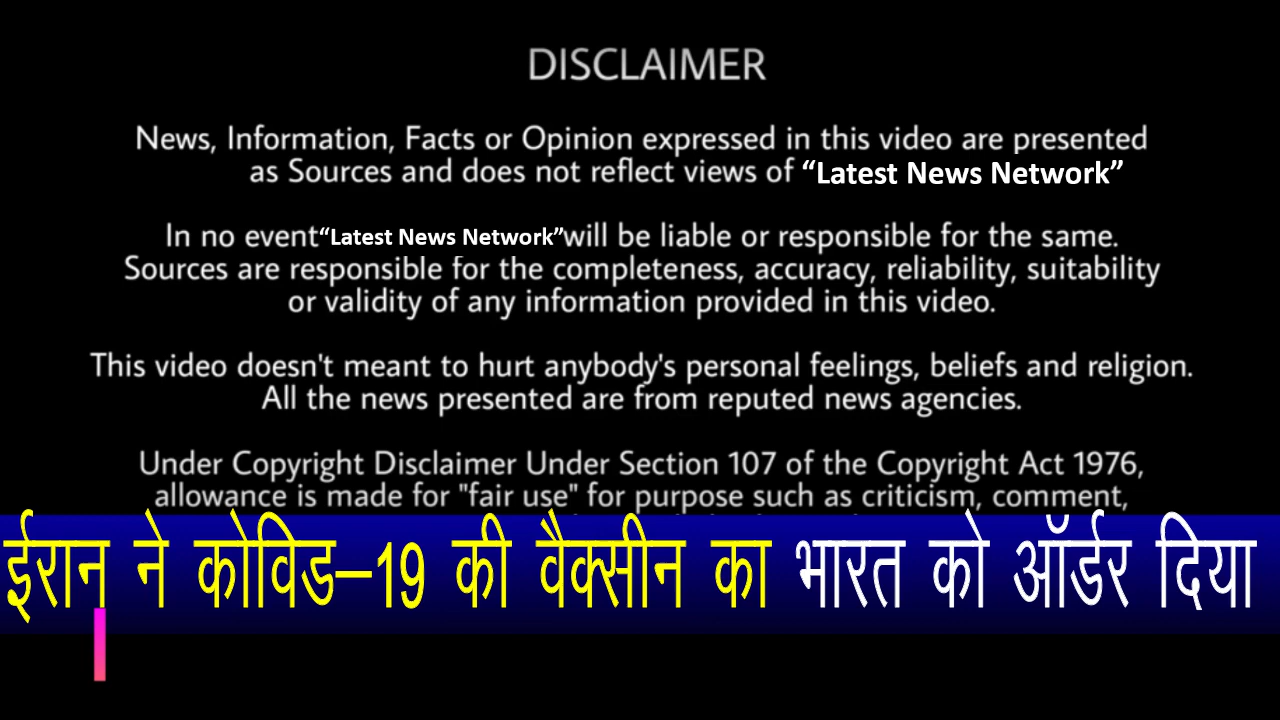 DISCLAIMER
News, Information, Facts or Opinion expressed in this video are presented
as Sources and does not reflect views of “Latest News Network”
In no event“Latest News Network”will be liable or responsible for the same.
Sources are responsible for the completeness, accuracy, reliability, suitability
or validity of any information provided in this video.
This video doesn't meant to hurt anybody's personal feelings, beliefs and religion.
All the news presented are from reputed news agencies.
Under Copyright Disclaimer Under Section 107 of the Copyright Act 1976,
allowance is made for "fair use" for purpose such as criticism, comment,
ईरान ने कोविड–19 की वैक्सीन का भारत को ऑर्डर दिया